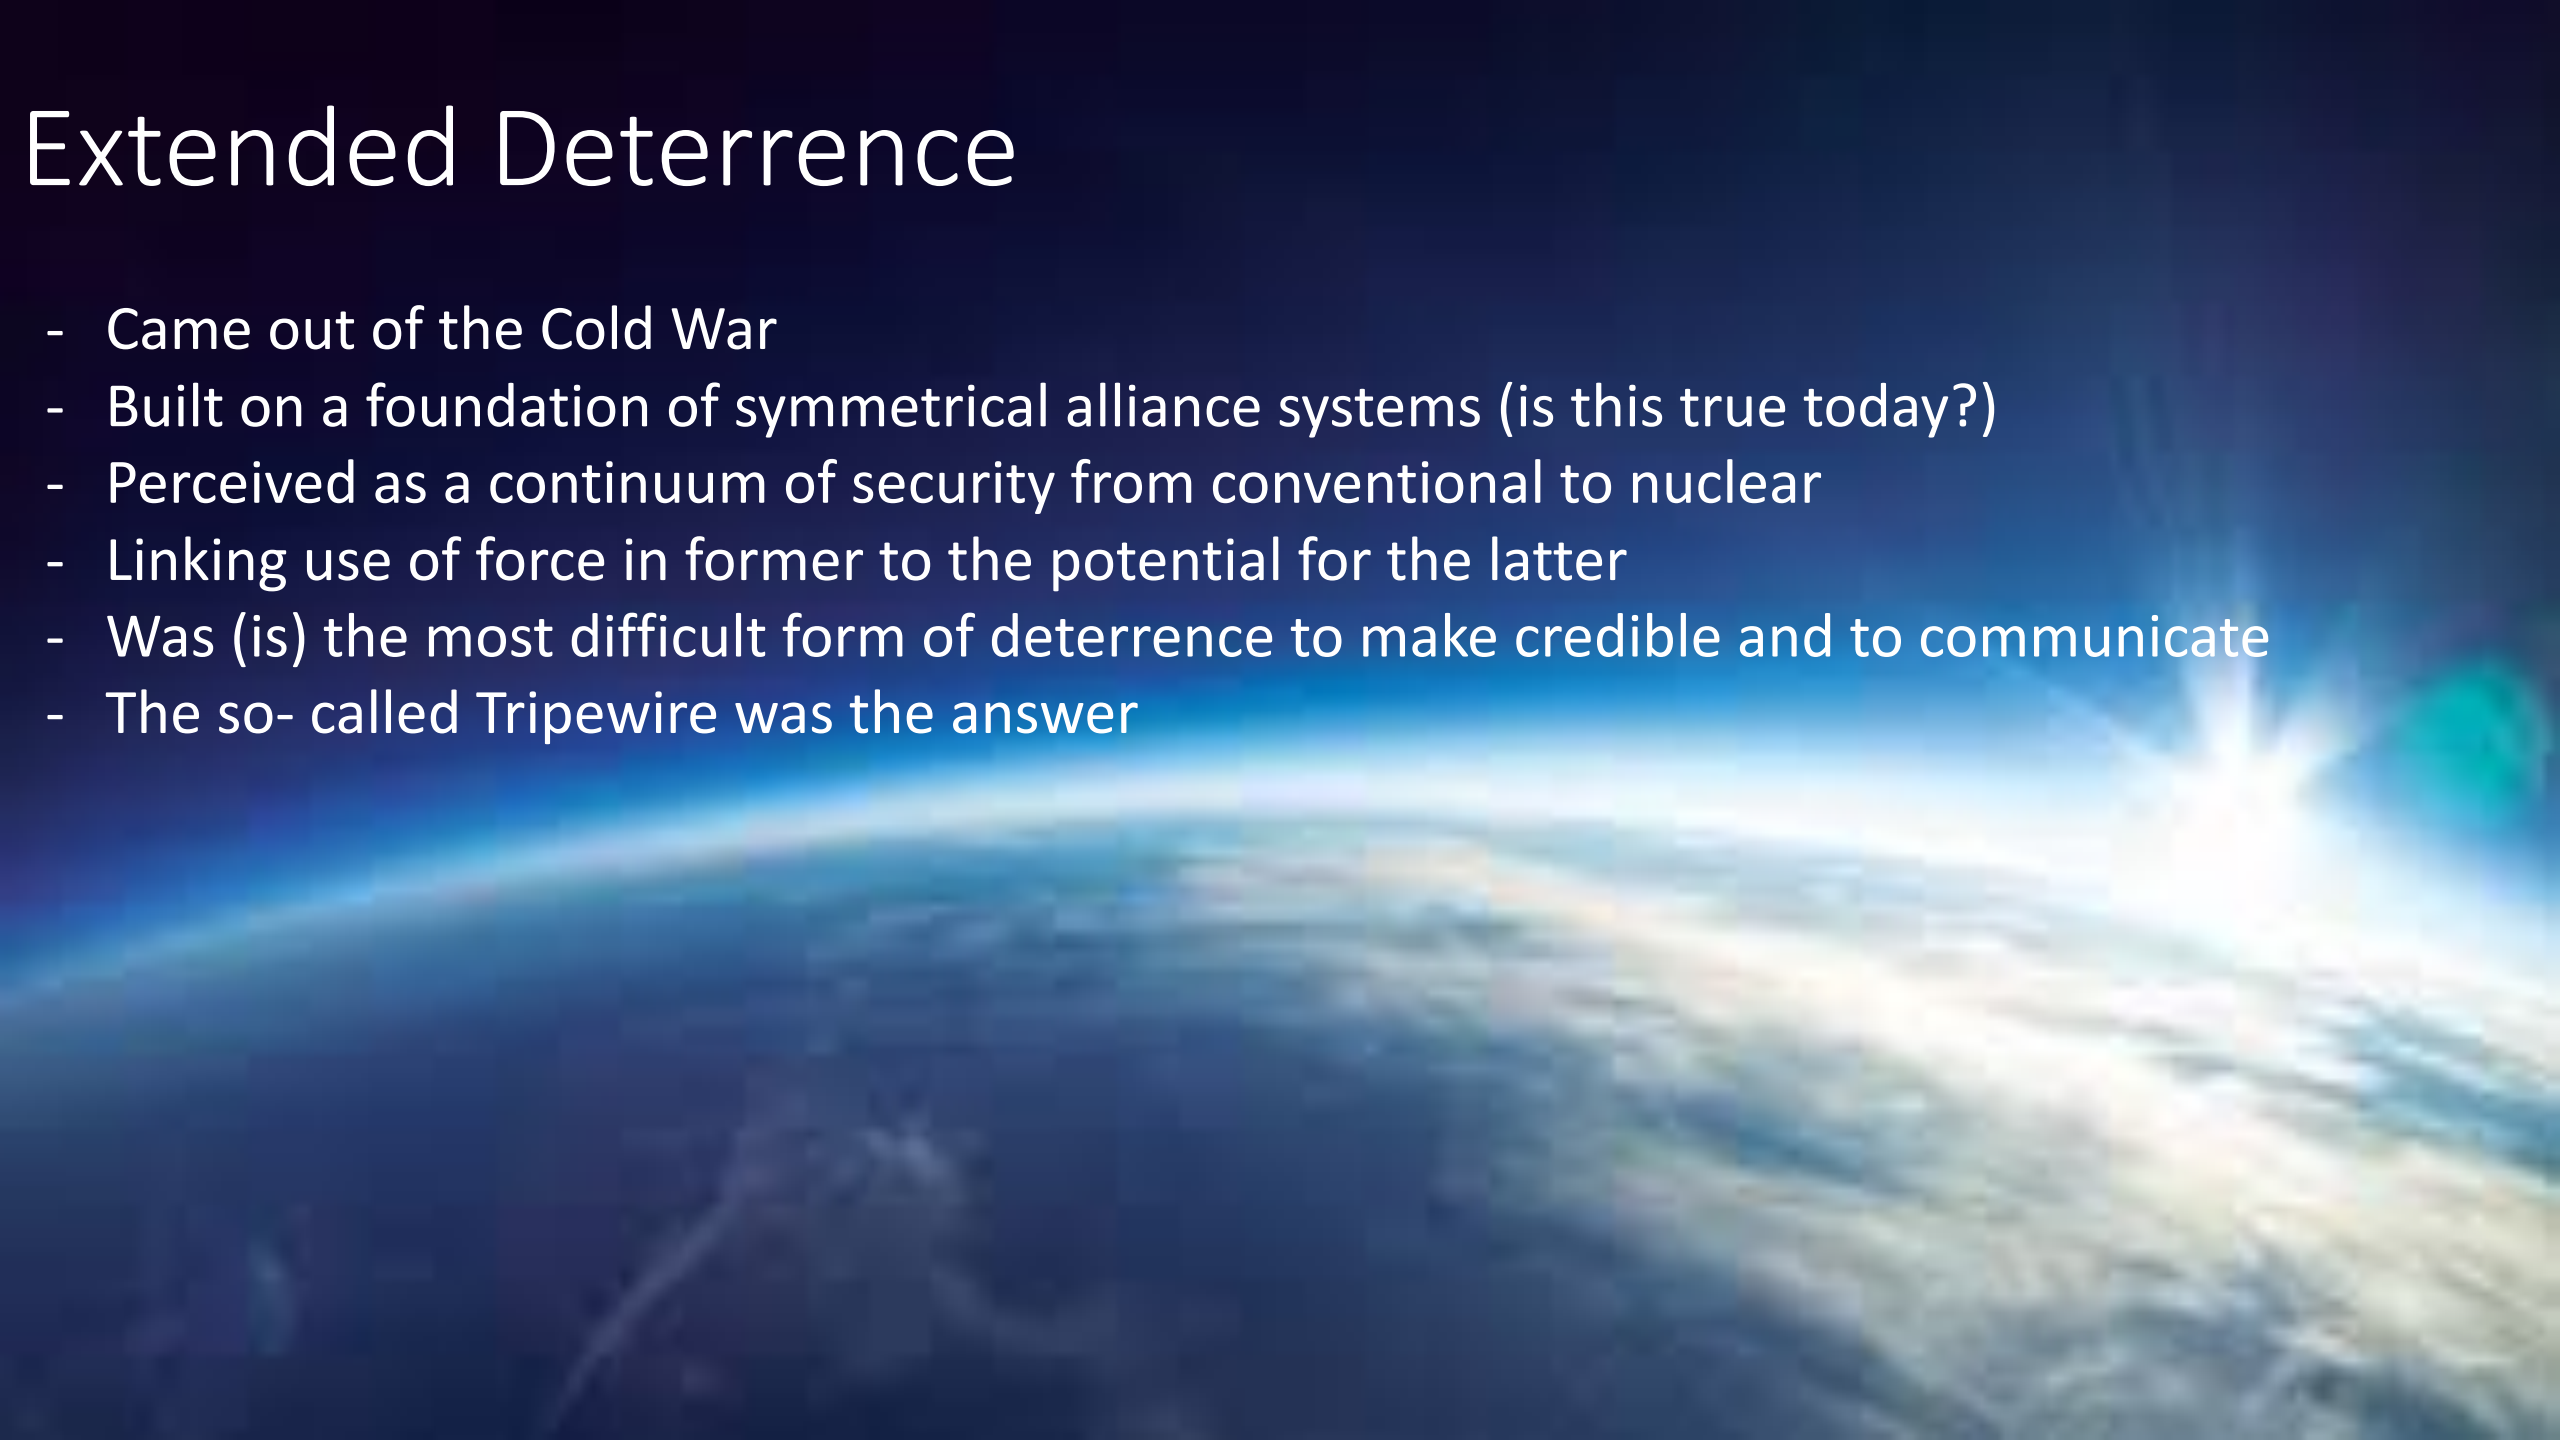 Extended Deterrence
- Came out of the Cold War
- Built on a foundation of symmetrical alliance systems (is this true today?)
- Perceived as a continuum of security from conventional to nuclear
- Linking use of force in former to the potential for the latter
- Was (is) the most difficult form of deterrence to make credible and to communicate
- The so- called Tripewire was the answer